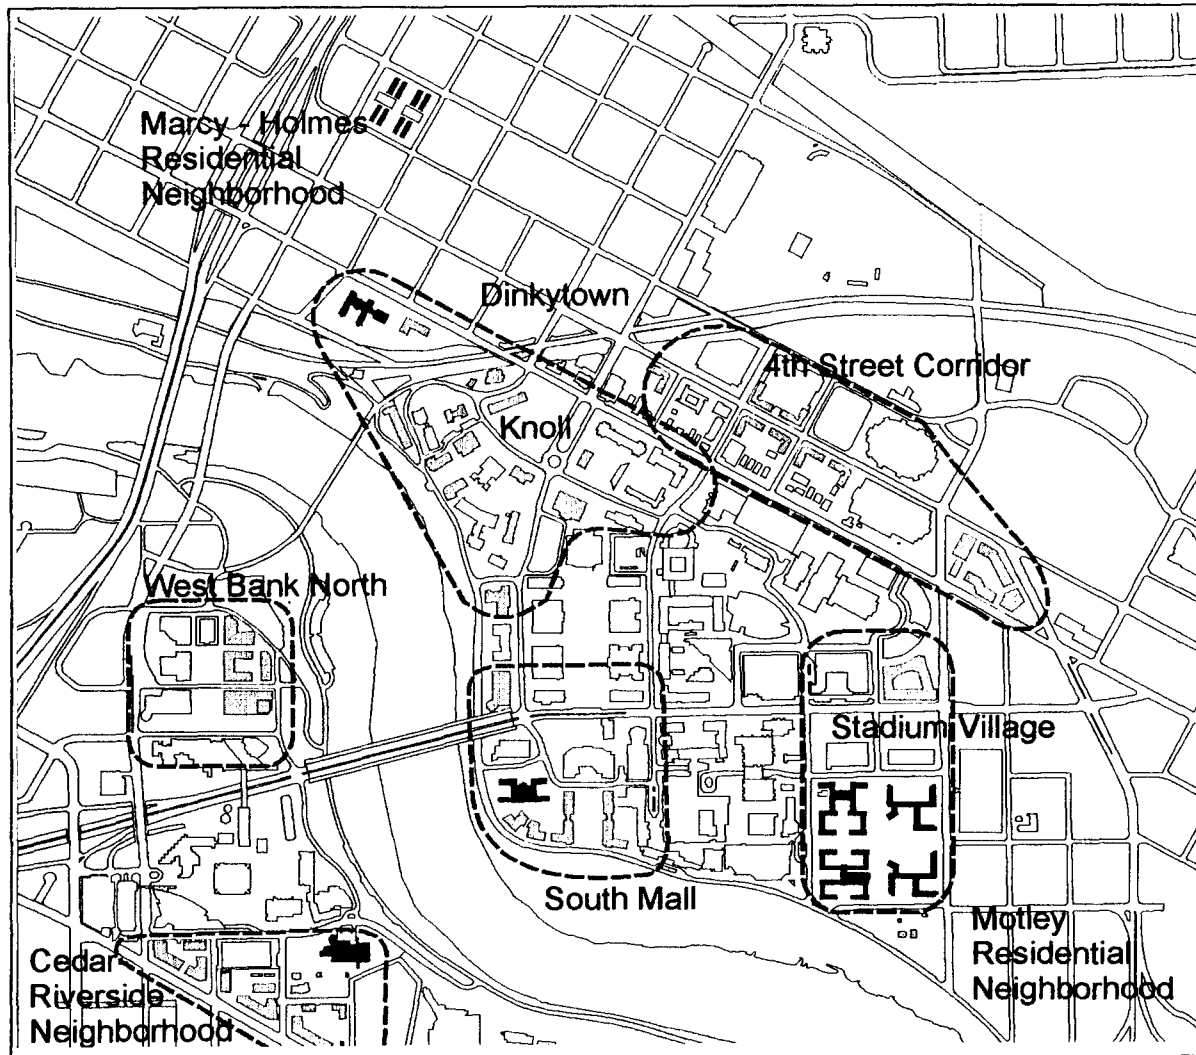 Marcy - Holmes
Residential
Neighborhood
Dinkytown
4th Street Corridor
Knoll
West Bank North
Stadium Village
South Mall
Motley
Residential
Neighborhood
Cedar
Riverside
Neighborhood